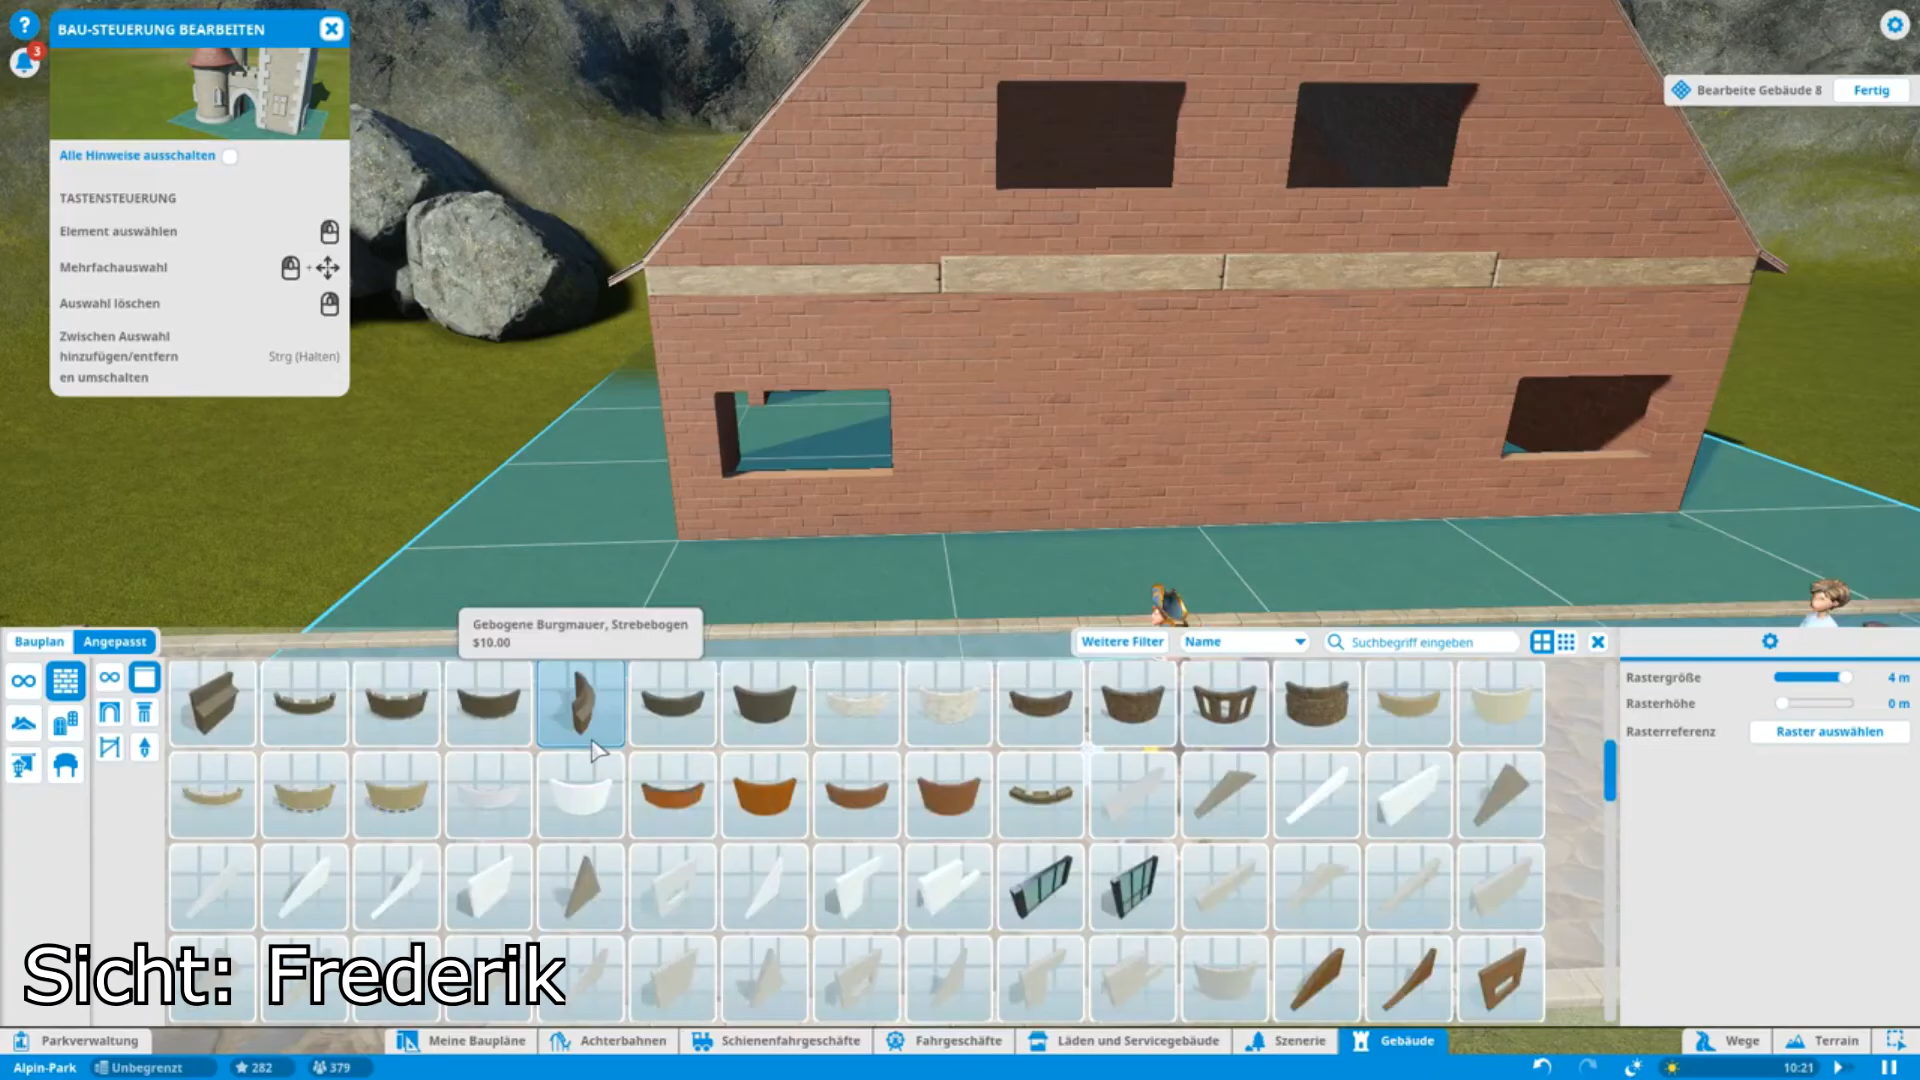 ?
BAU-STEUERUNG BEARBEITEN
3
Alle Hinweise ausschalten
TASTENSTEUERUNG
Element auswählen
Mehrfachauswahl
+
Auswahl löschen
Zwischen Auswahl
hinzufügen/entfern
en umschalten
Strg (Halten)
Bearbeite Gebäude 8
Fertig
Gebogene Burgmauer, Strebebogen
$10.00
Bauplan
Angepasst
Weitere Filter
Name
Suchbegriff eingeben
Rastergröße
4 m
Rasterhöhe
0 m
Rasterreferenz
Raster auswählen
Sicht: Frederik
Parkverwaltung
Meine Baupläne
Achterbahnen
Schienenfahrgeschäfte
Fahrgeschäfte
Läden und Servicegebäude
Szenerie
Gebäude
Wege
Terrain
Alpin-Park
Unbegrenzt
282
379
10:21